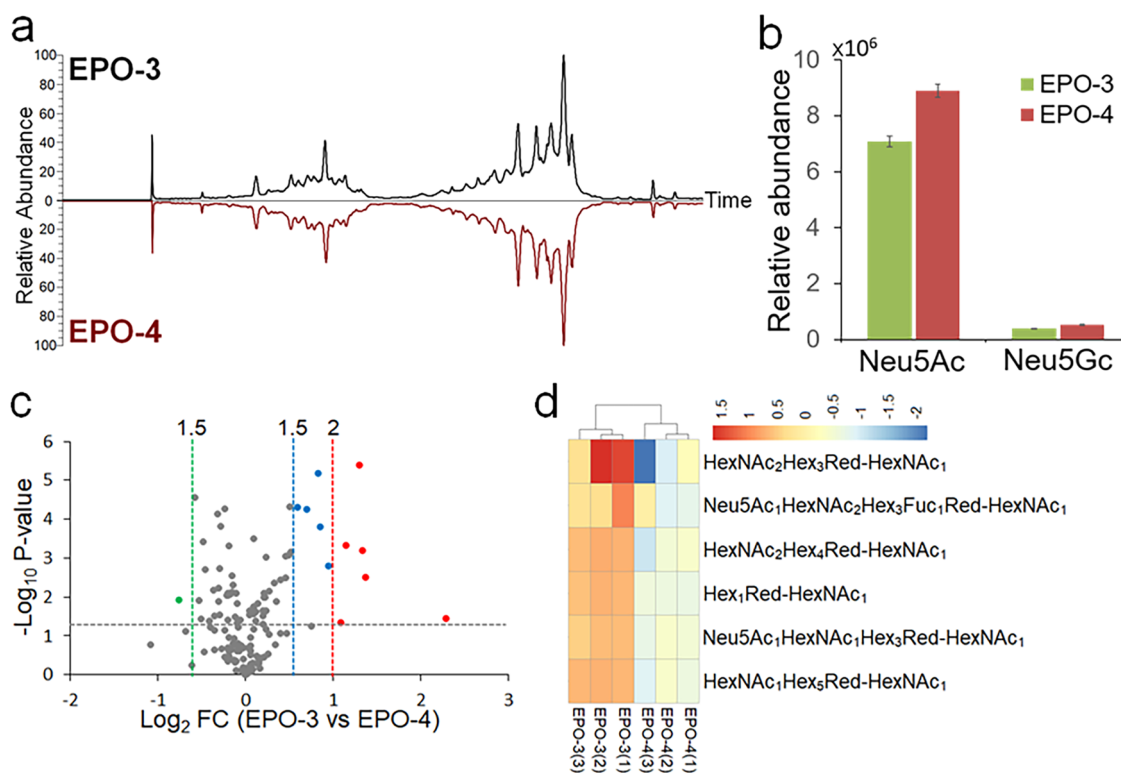 a
EPO-3
Relative Abundance
100
80
60
40
20
0
20
40
60
80
100
Time
EPO-4
b
x10⁶
Relative abundance
10
8
6
4
2
0
EPO-3
EPO-4
Neu5Ac
Neu5Gc
c
1.5
1.5
2
-Log₁₀ P-value
6
5
4
3
2
1
0
-2
-1
0
1
2
3
Log₂ FC (EPO-3 vs EPO-4)
d
1.5
1
0.5
0
-0.5
-1
-1.5
-2
HexNAc₂Hex₃Red-HexNAc₁
Neu5Ac₁HexNAc₂Hex₃Fuc₁Red-HexNAc₁
HexNAc₂Hex₄Red-HexNAc₁
Hex₁Red-HexNAc₁
Neu5Ac₁HexNAc₁Hex₃Red-HexNAc₁
HexNAc₁Hex₅Red-HexNAc₁
EPO-3(3)
EPO-3(2)
EPO-3(1)
EPO-4(3)
EPO-4(2)
EPO-4(1)